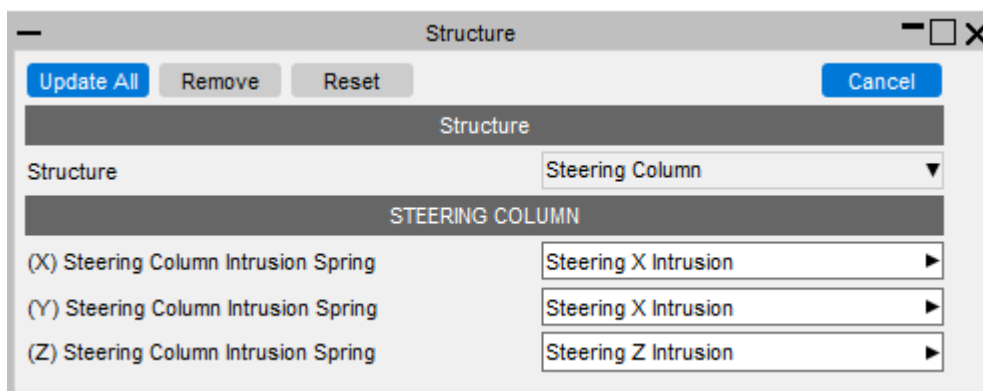 Structure
Update All Remove Reset Cancel
Structure
Structure Steering Column
STEERING COLUMN
(X) Steering Column Intrusion Spring Steering X Intrusion
(Y) Steering Column Intrusion Spring Steering X Intrusion
(Z) Steering Column Intrusion Spring Steering Z Intrusion